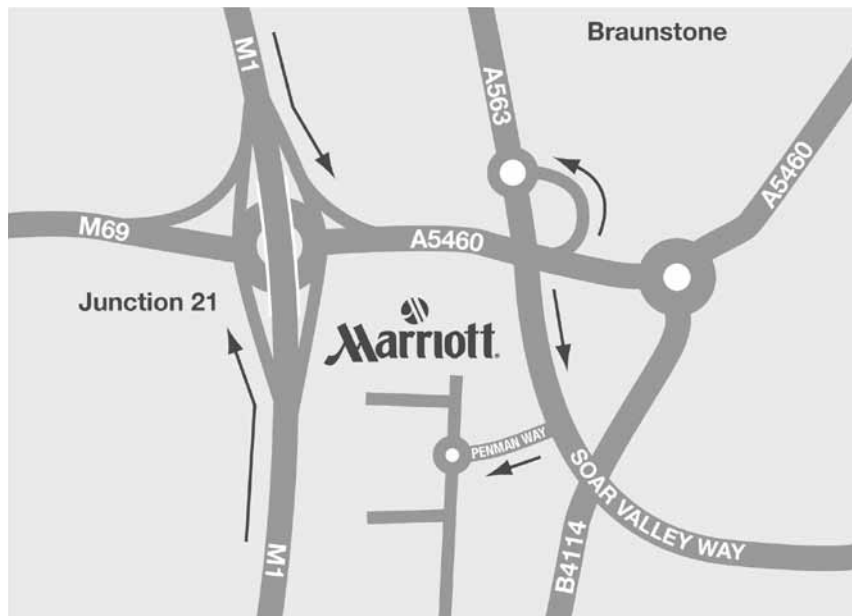 Braunstone
M1
A563
A5460
M69
A5460
Junction 21
Marriott.
PENMAN WAY
SOAR VALLEY WAY
M1
B4114